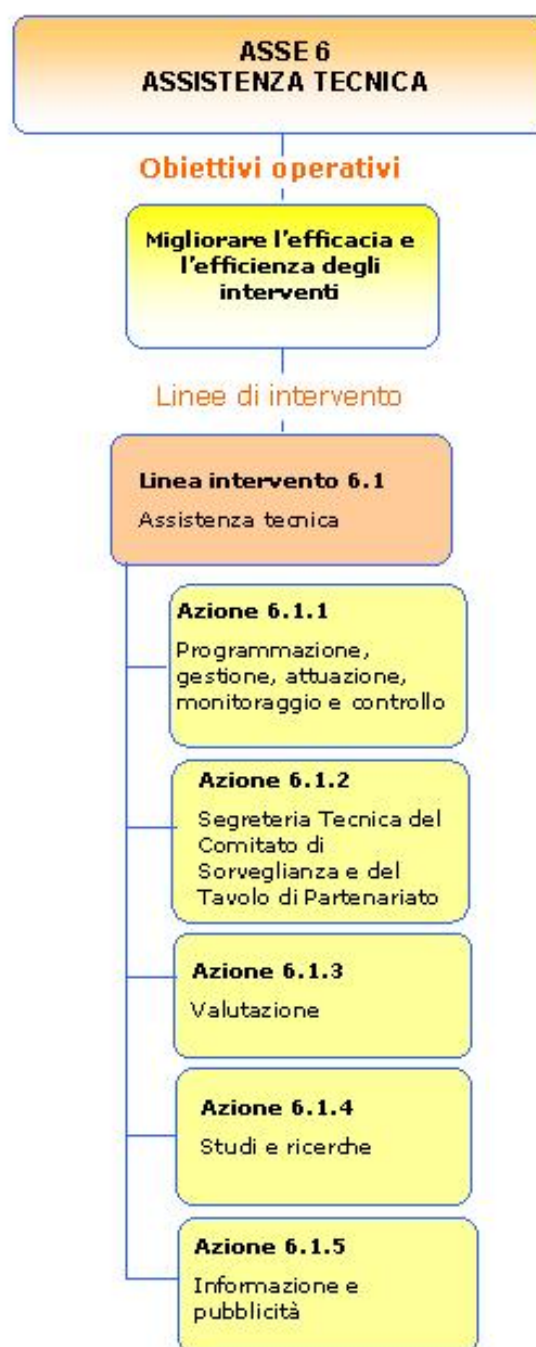 ASSE 6
ASSISTENZA TECNICA
Obiettivi operativi
Migliorare l'efficacia e
l'efficienza degli
interventi
Linee di intervento
Linea intervento 6.1
Assistenza tecnica
Azione 6.1.1
Programmazione,
gestione, attuazione,
monitoraggio e controllo
Azione 6.1.2
Segreteria Tecnica del
Comitato di
Sorveglianza e del
Tavolo di Partenariato
Azione 6.1.3
Valutazione
Azione 6.1.4
Studi e ricerche
Azione 6.1.5
Informazione e
pubblicità